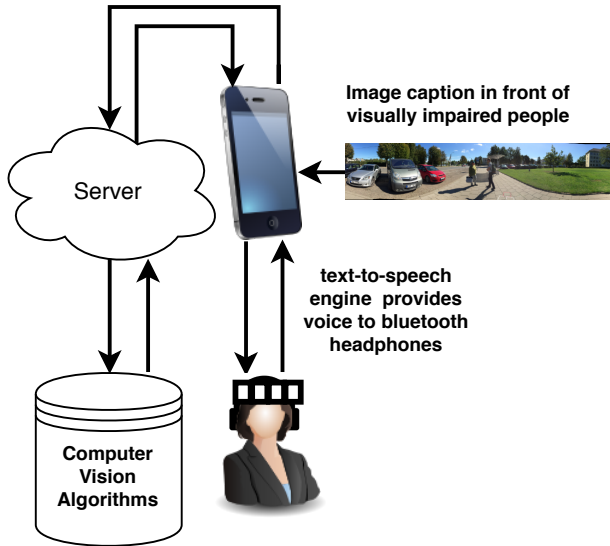 Image caption in front of
visually impaired people
Server
text-to-speech
engine provides
voice to bluetooth
headphones
Computer
Vision
Algorithms